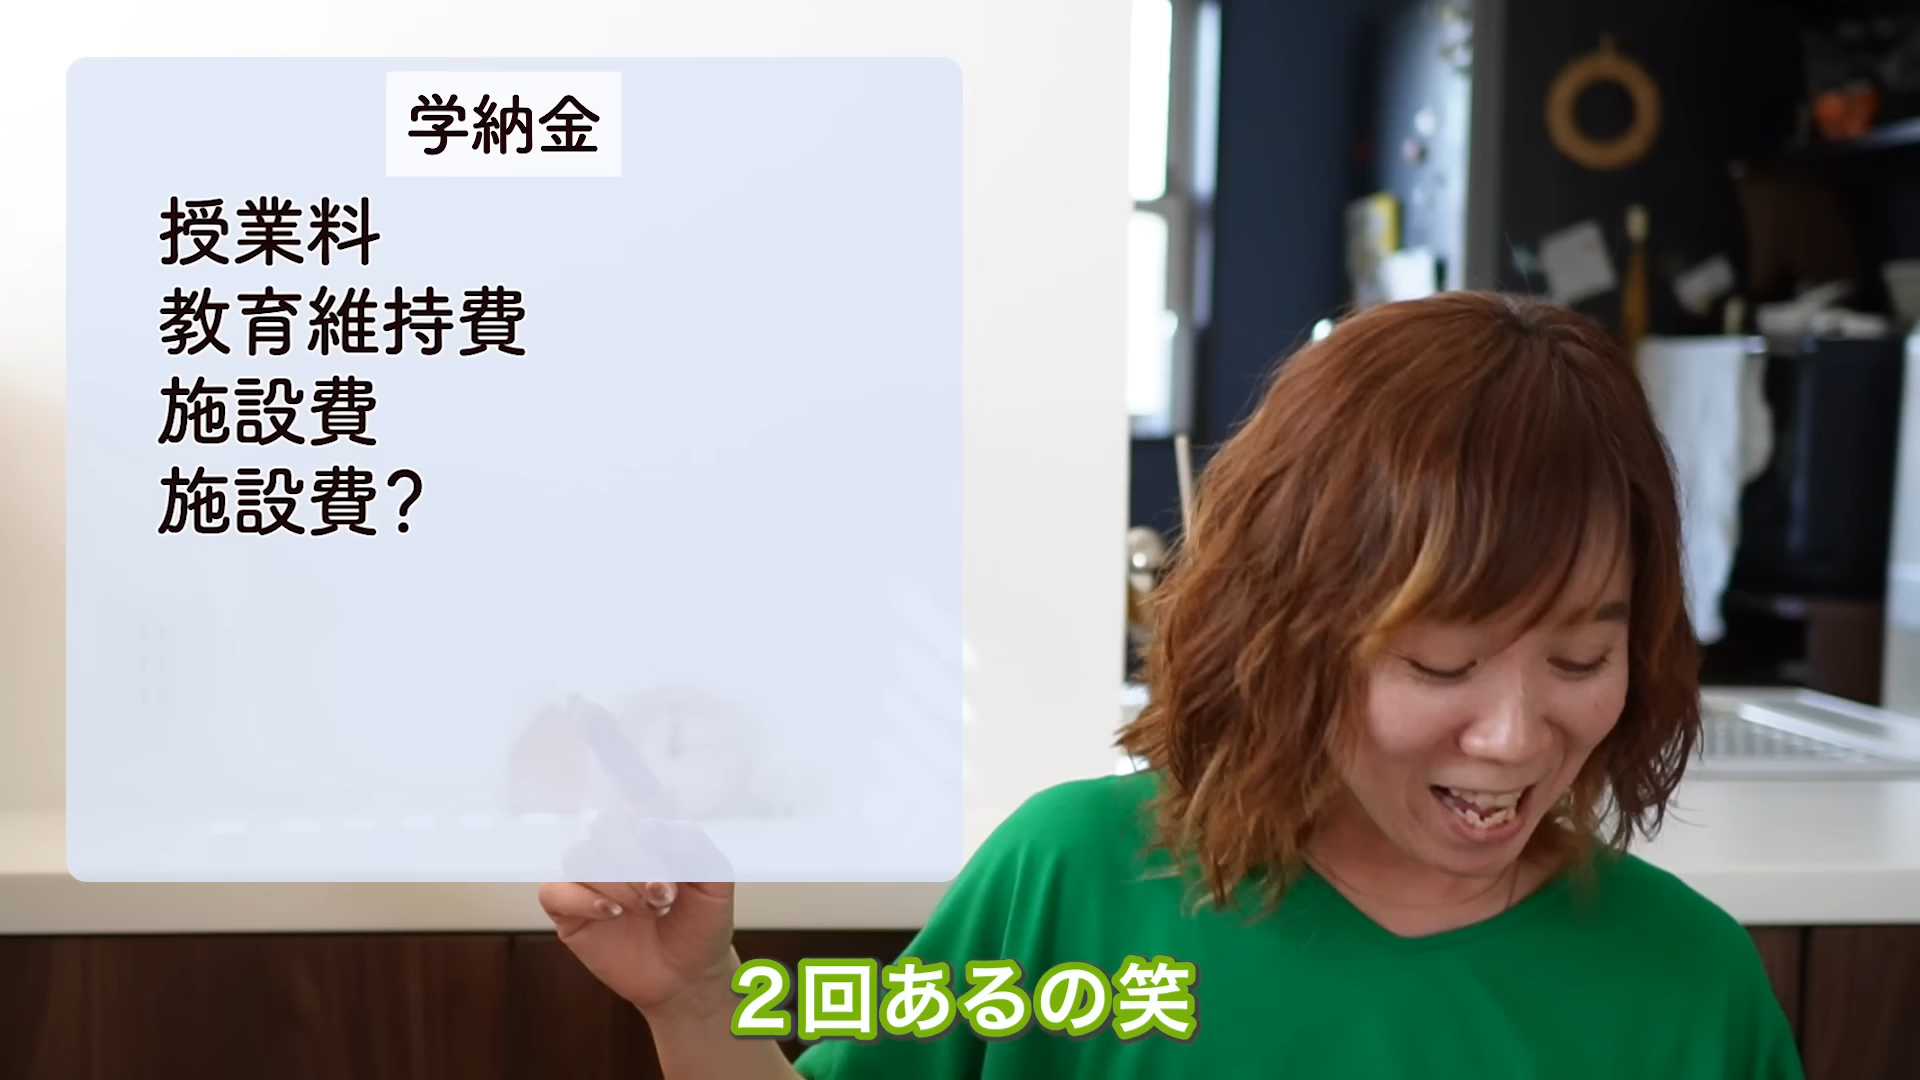 学納金
授業料
教育維持費
施設費
施設費?
2回あるの笑